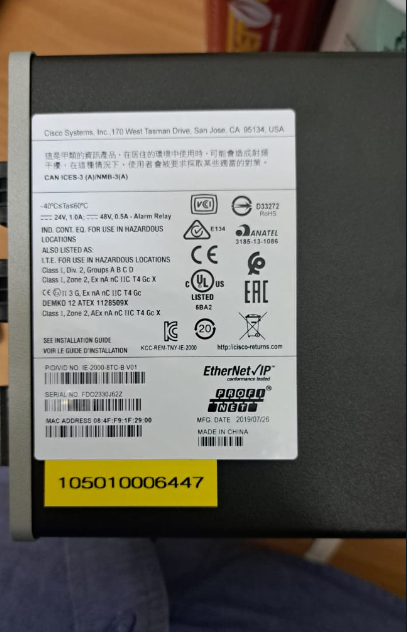 Cisco Systems, Inc., 170 West Tasman Drive, San Jose, CA 95134, USA
這是甲類的資訊產品，在居住的環境中使用時，可能會造成射頻
干擾，在這種情況下，使用者會被要求採取某些適當的對策。
CAN ICES-3 (A)/NMB-3(A)
-40ºC≤Ta≤60ºC
24V, 1.0A; 48V, 0.5A - Alarm Relay
IND. CONT. EQ. FOR USE IN HAZARDOUS
LOCATIONS
ALSO LISTED AS:
I.T.E. FOR USE IN HAZARDOUS LOCATIONS
Class I, Div. 2, Groups A B C D
Class I, Zone 2, Ex nA nC IIC T4 Gc X
II 3 G, Ex nA nC IIC T4 Gc
DEMKO 12 ATEX 1128509X
Class I, Zone 2, AEx nA nC IIC T4 Gc X
SEE INSTALLATION GUIDE
VOIR LE GUIDE D'INSTALLATION
VCI
D33272
RoHS
E134
ANATEL
3185-13-1086
CE
C UL US
LISTED
6BA2
EAC
20
KCC-REM-TNY-IE-2000
http://cisco-returns.com
PID/VID NO. IE-2000-8TC-B V01
SERIAL NO. FDO2330J02Z
MAC ADDRESS 08:4F:F9:1F:29:00
EtherNet/IP
conformance tested
PROFI
NET
MFG. DATE 2019/07/26
MADE IN CHINA
105010006447